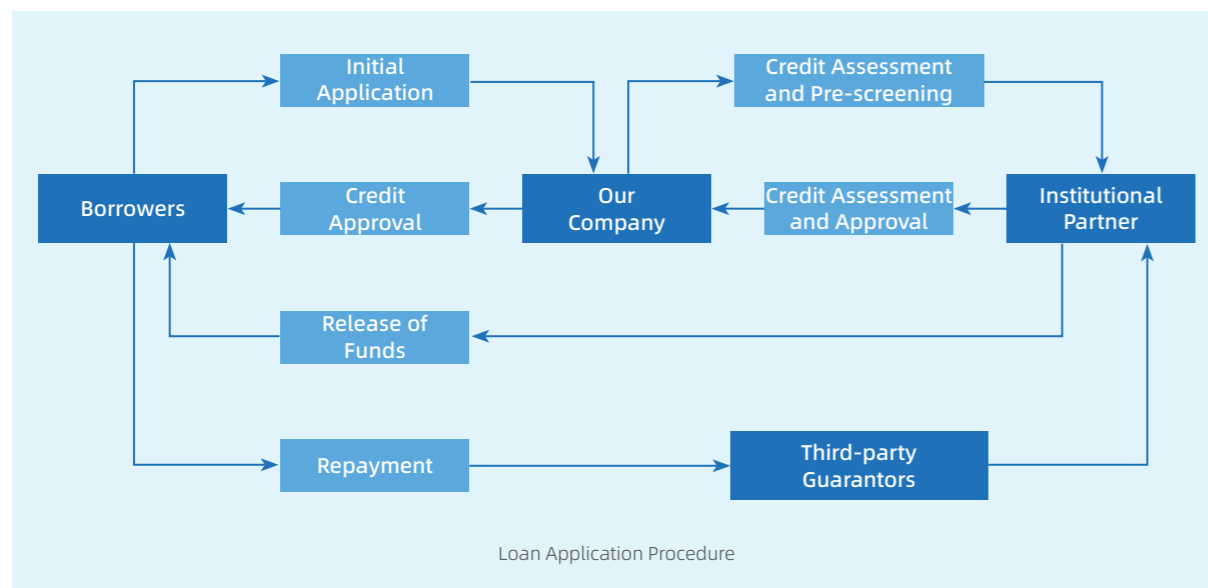 Initial
Application
Credit Assessment
and Pre-screening
Borrowers
Credit
Approval
Our
Company
Credit Assessment
and Approval
Institutional
Partner
Release of
Funds
Repayment
Third-party
Guarantors
Loan Application Procedure